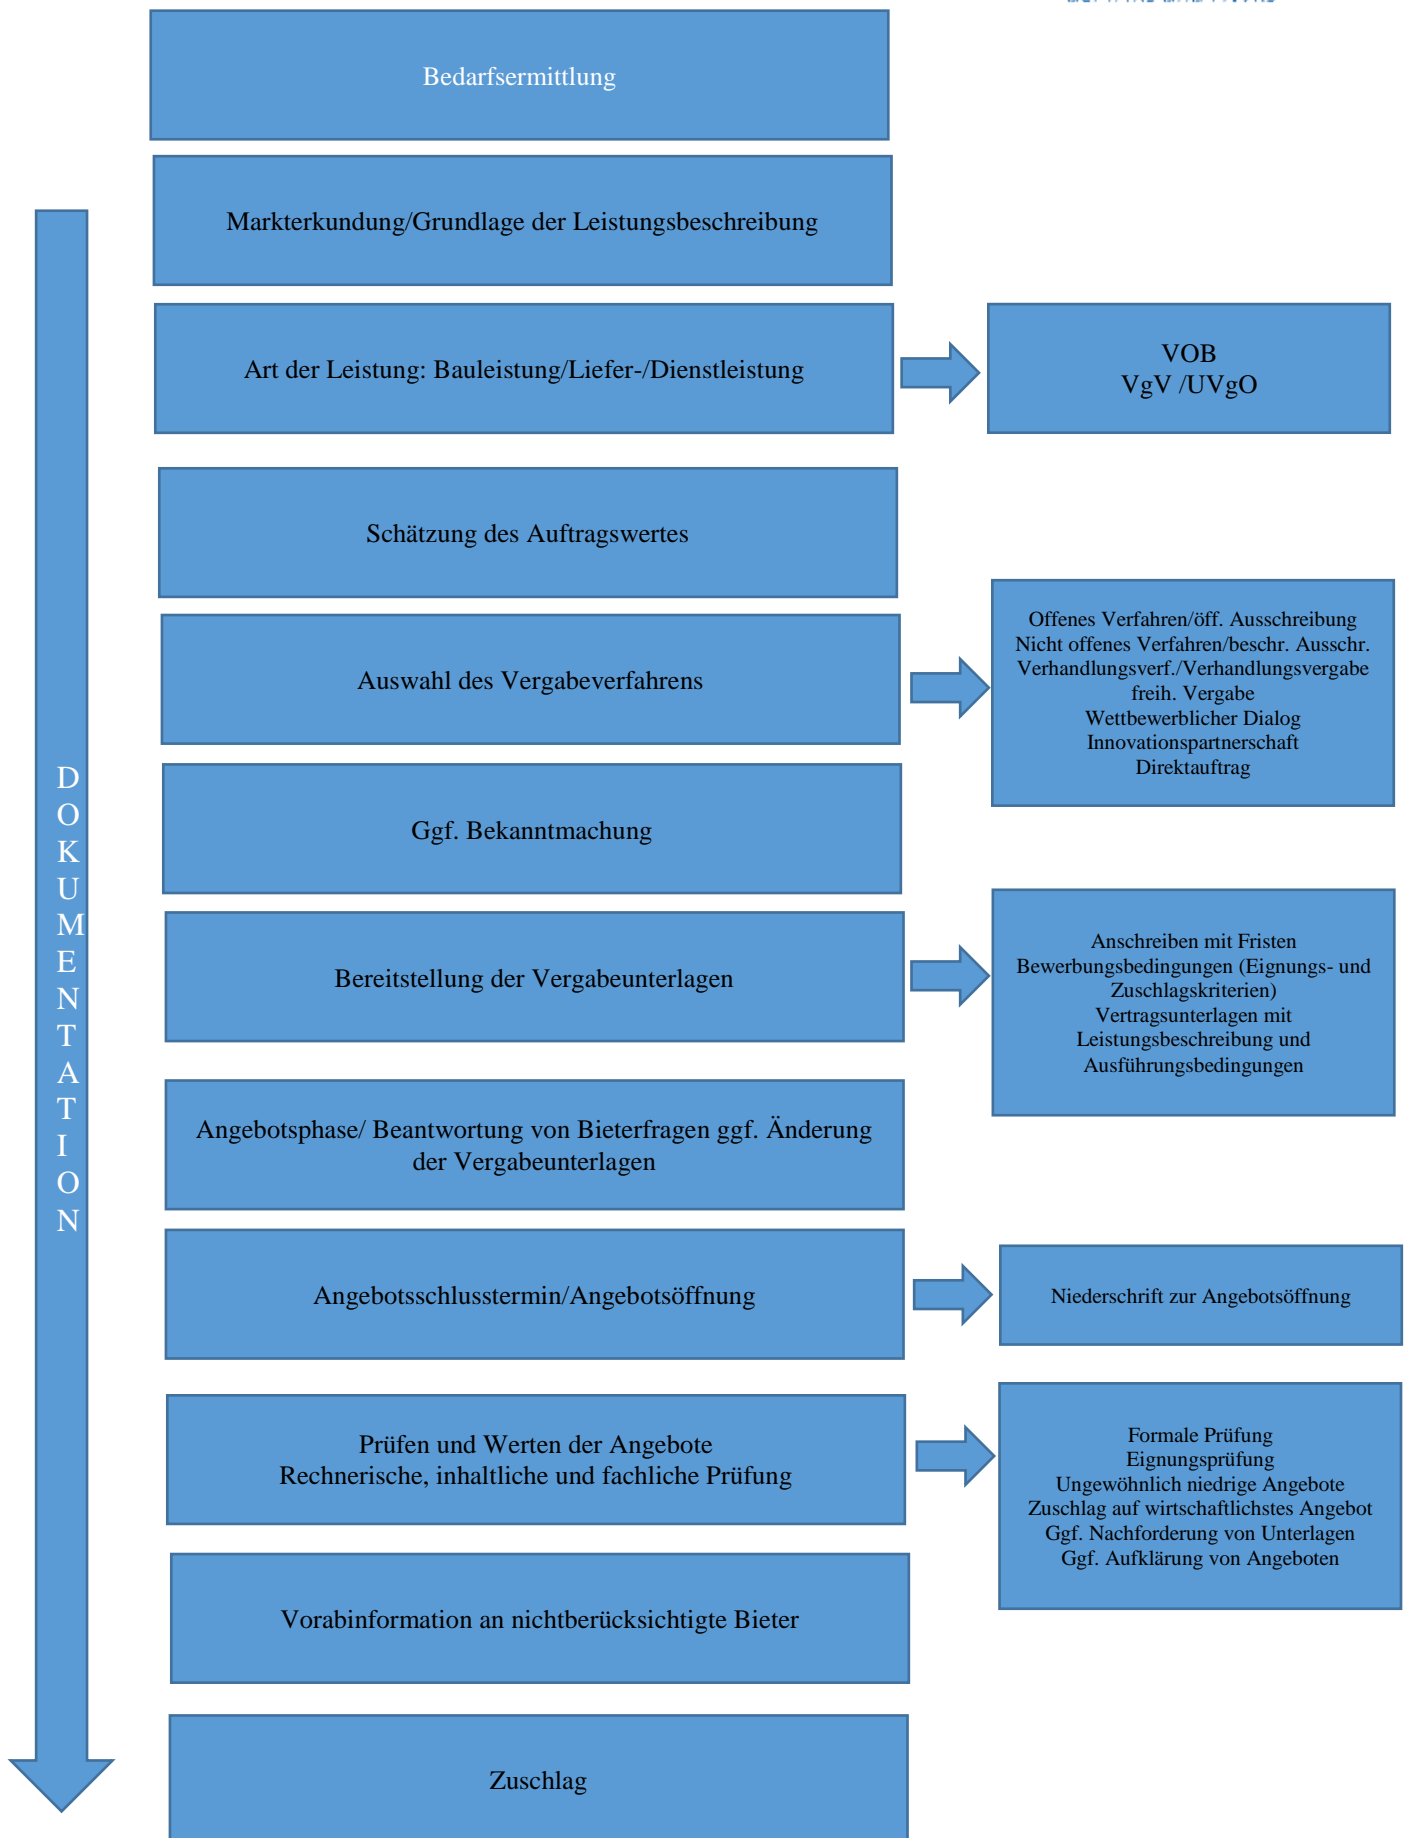 Bedarfsermittlung
Markterkundung/Grundlage der Leistungsbeschreibung
Art der Leistung: Bauleistung/Liefer-/Dienstleistung
VOB
VgV /UVgO
Schätzung des Auftragswertes
Auswahl des Vergabeverfahrens
Offenes Verfahren/öff. Ausschreibung
Nicht offenes Verfahren/beschr. Ausschr.
Verhandlungsverf./Verhandlungsvergabe
freih. Vergabe
Wettbewerblicher Dialog
Innovationspartnerschaft
Direktauftrag
Ggf. Bekanntmachung
Bereitstellung der Vergabeunterlagen
Anschreiben mit Fristen
Bewerbungsbedingungen (Eignungs- und
Zuschlagskriterien)
Vertragsunterlagen mit
Leistungsbeschreibung und
Ausführungsbedingungen
Angebotsphase/ Beantwortung von Bieterfragen ggf. Änderung
der Vergabeunterlagen
Angebotsschlusstermin/Angebotsöffnung
Niederschrift zur Angebotsöffnung
Prüfen und Werten der Angebote
Rechnerische, inhaltliche und fachliche Prüfung
Formale Prüfung
Eignungsprüfung
Ungewöhnlich niedrige Angebote
Zuschlag auf wirtschaftlichstes Angebot
Ggf. Nachforderung von Unterlagen
Ggf. Aufklärung von Angeboten
Vorabinformation an nichtberücksichtigte Bieter
Zuschlag
D
O
K
U
M
E
N
T
A
T
I
O
N